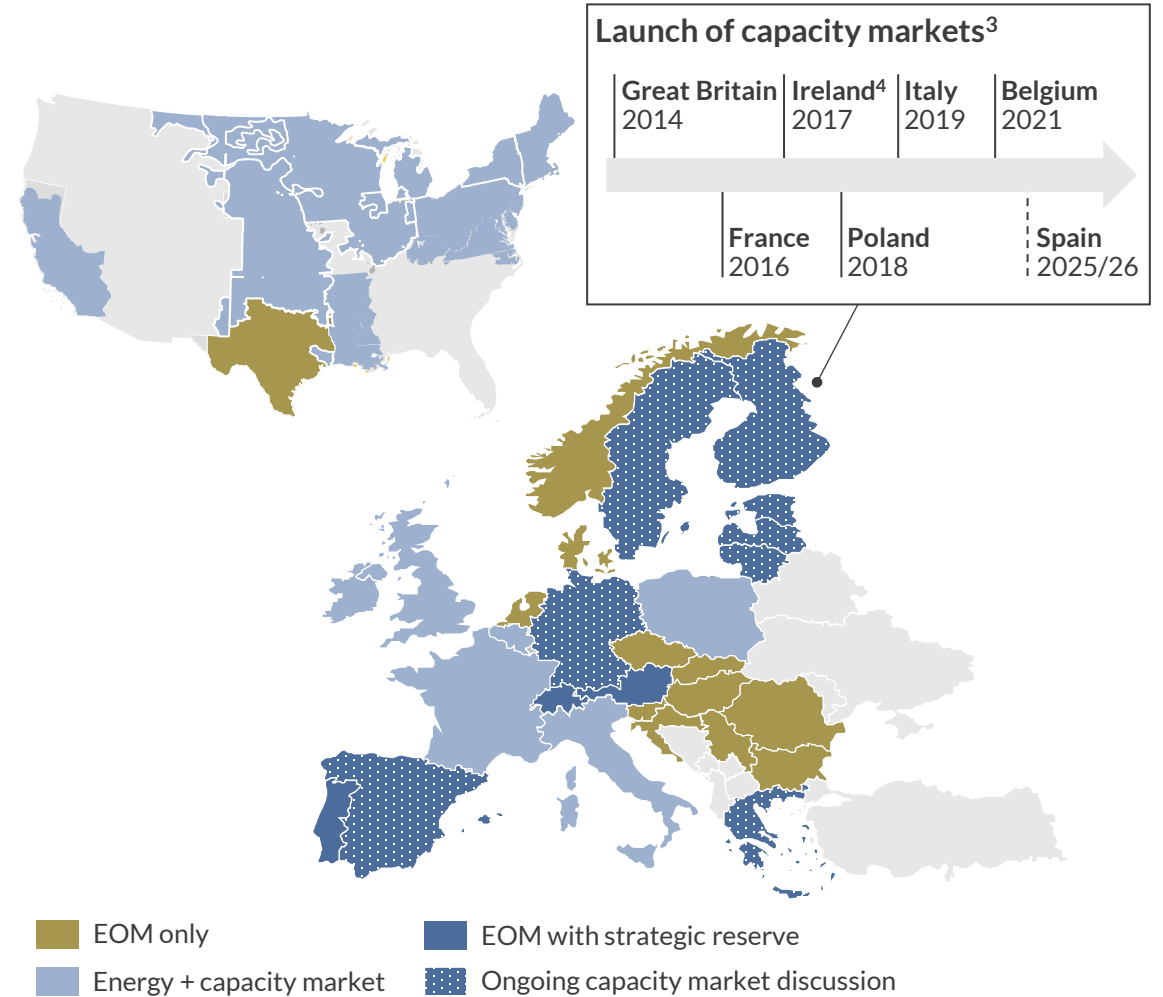 Launch of capacity markets³
Great Britain
2014
Ireland⁴
2017
Italy
2019
Belgium
2021
France
2016
Poland
2018
Spain
2025/26
EOM only
EOM with strategic reserve
Energy + capacity market
Ongoing capacity market discussion